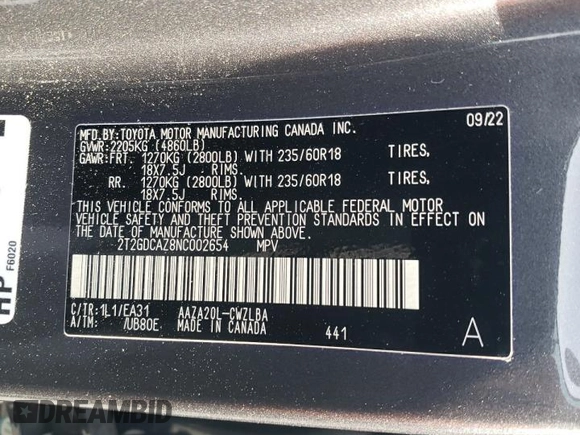 09/22
MFD.BY:TOYOTA MOTOR MANUFACTURING CANADA INC.
GVWR:2205KG (4860LB)
GAWR:FRT. 1270KG (2800LB) WITH 235/60R18 TIRES,
18X7.5J RIMS.
RR. 1270KG (2800LB) WITH 235/60R18 TIRES,
18X7.5J RIMS.
THIS VEHICLE CONFORMS TO ALL APPLICABLE FEDERAL MOTOR
VEHICLE SAFETY AND THEFT PREVENTION STANDARDS IN EFFECT ON
THE DATE OF MANUFACTURE SHOWN ABOVE.
2T2GDCAZ8NC002654 MPV
C/TR:1L1/EA31 AAZA20L-CWZLBA
A/TM: /UB80E MADE IN CANADA 441
A
F6020
DREAMBID